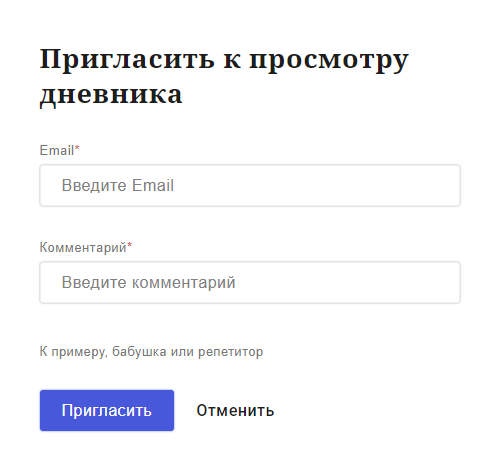 Пригласить к просмотру
дневника
Email*
Введите Email
Комментарий*
Введите комментарий
К примеру, бабушка или репетитор
Пригласить Отменить